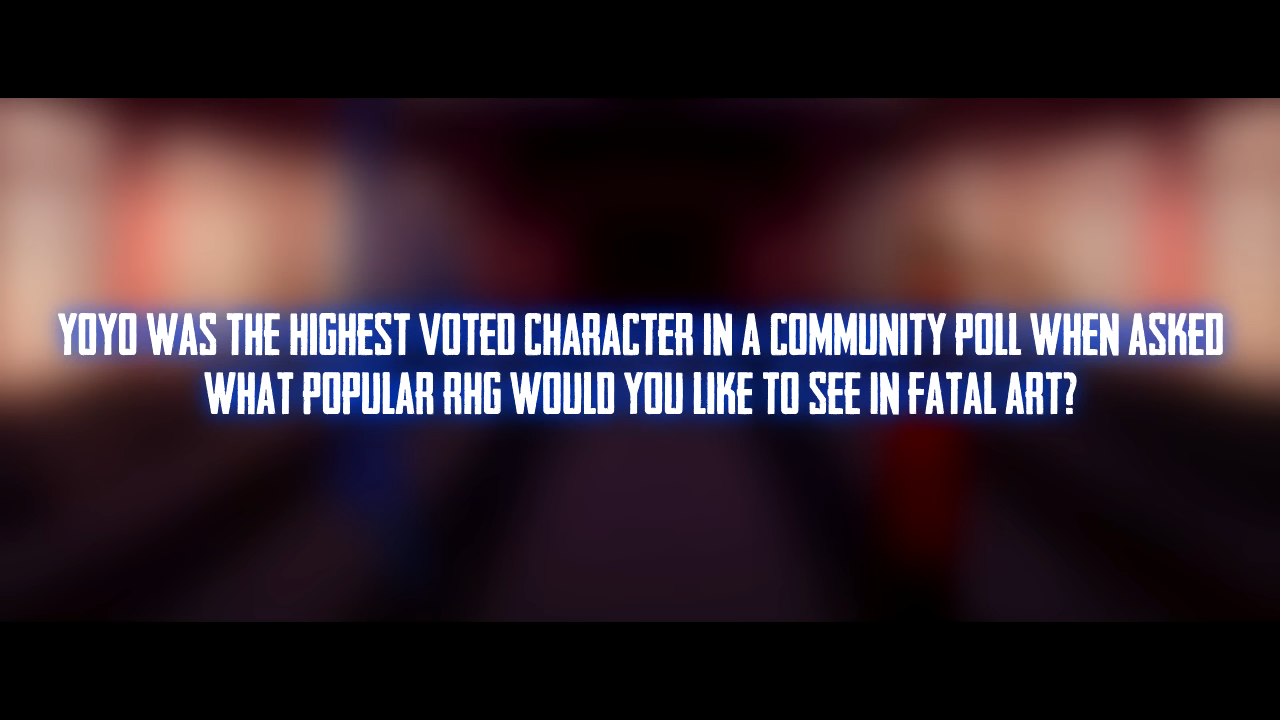 YOYO WAS THE HIGHEST VOTED CHARACTER IN A COMMUNITY POLL WHEN ASKED
WHAT POPULAR RHG WOULD YOU LIKE TO SEE IN FATAL ART?